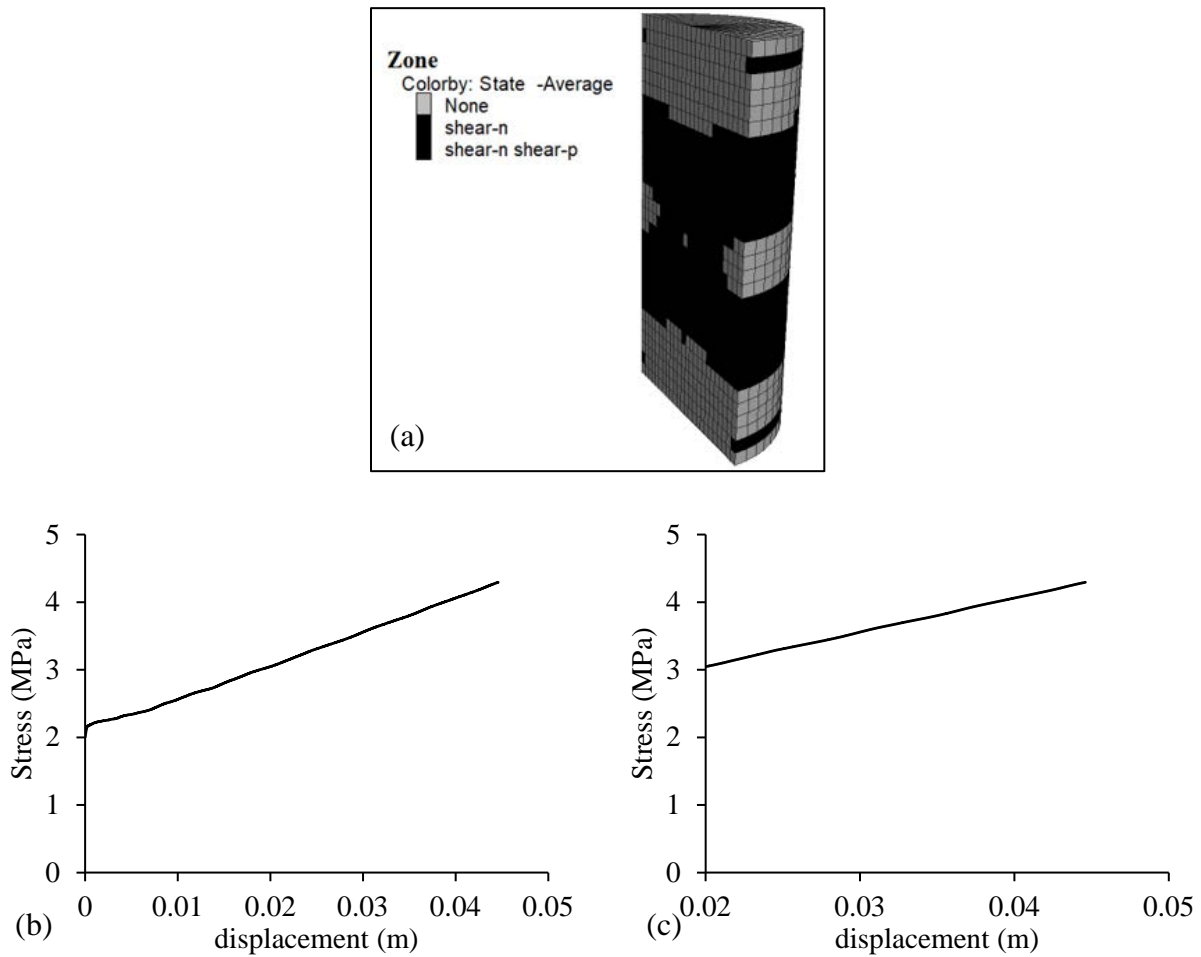 Zone
Colorby: State -Average
None
shear-n
shear-n shear-p
(a)
5
4
3
2
1
0
Stress (MPa)
0 0.01 0.02 0.03 0.04 0.05
displacement (m)
(b)
5
4
3
2
1
0
Stress (MPa)
0.02 0.03 0.04 0.05
displacement (m)
(c)